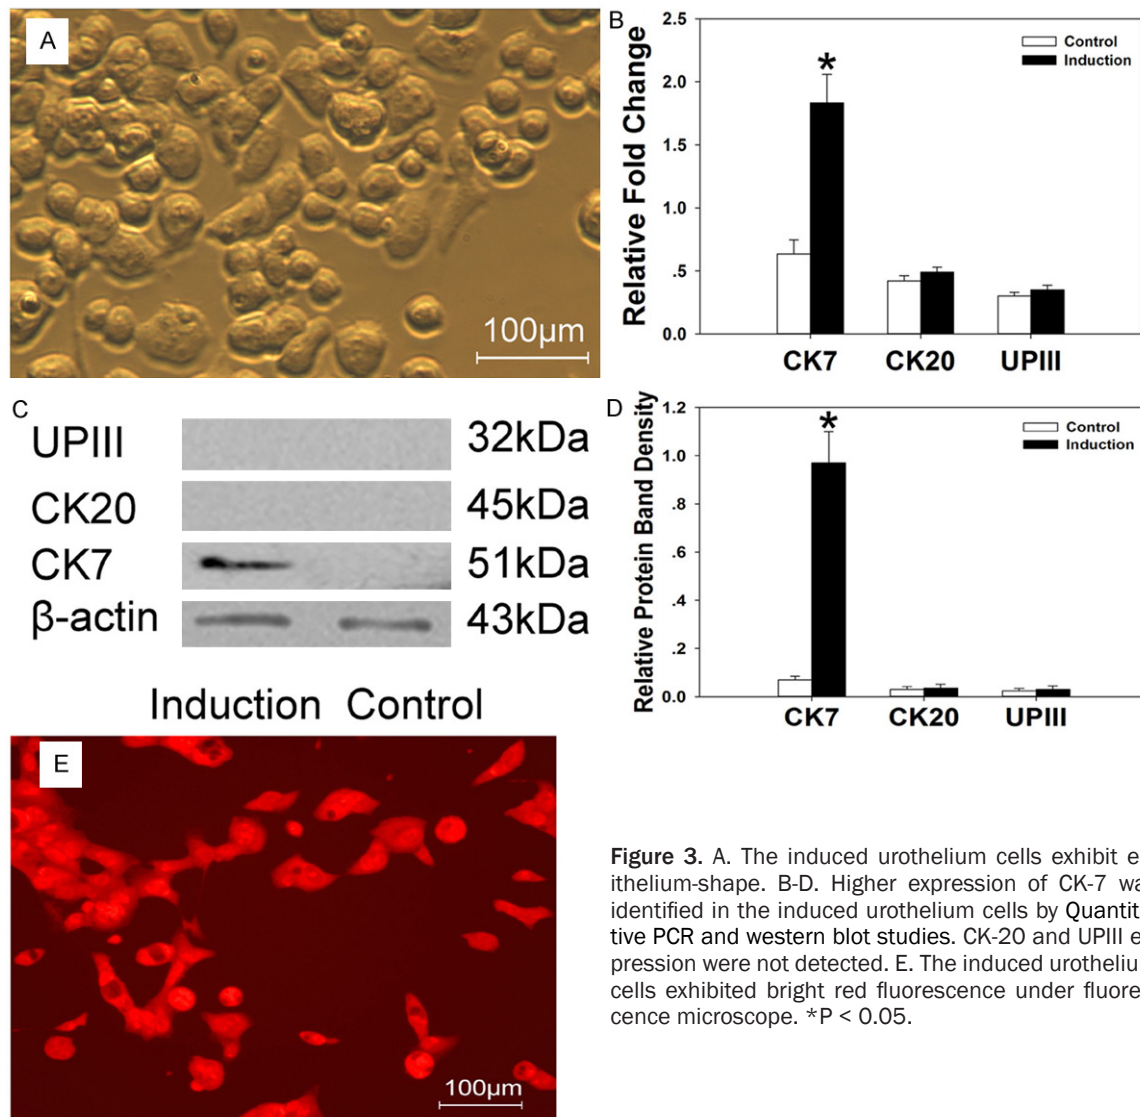 A
100μm
B
Relative Fold Change
2.5
2.0
1.5
1.0
.5
0.0
Control
Induction
*
CK7 CK20 UPIII
C
UPIII 32kDa
CK20 45kDa
CK7 51kDa
β-actin 43kDa
Induction Control
D
Relative Protein Band Density
1.2
1.0
.8
.6
.4
.2
0.0
Control
Induction
*
CK7 CK20 UPIII
E
100μm
Figure 3. A. The induced urothelium cells exhibit e
ithelium-shape. B-D. Higher expression of CK-7 wa
identified in the induced urothelium cells by Quantit
tive PCR and western blot studies. CK-20 and UPIII e
pression were not detected. E. The induced urotheliu
cells exhibited bright red fluorescence under fluore
cence microscope. *P < 0.05.